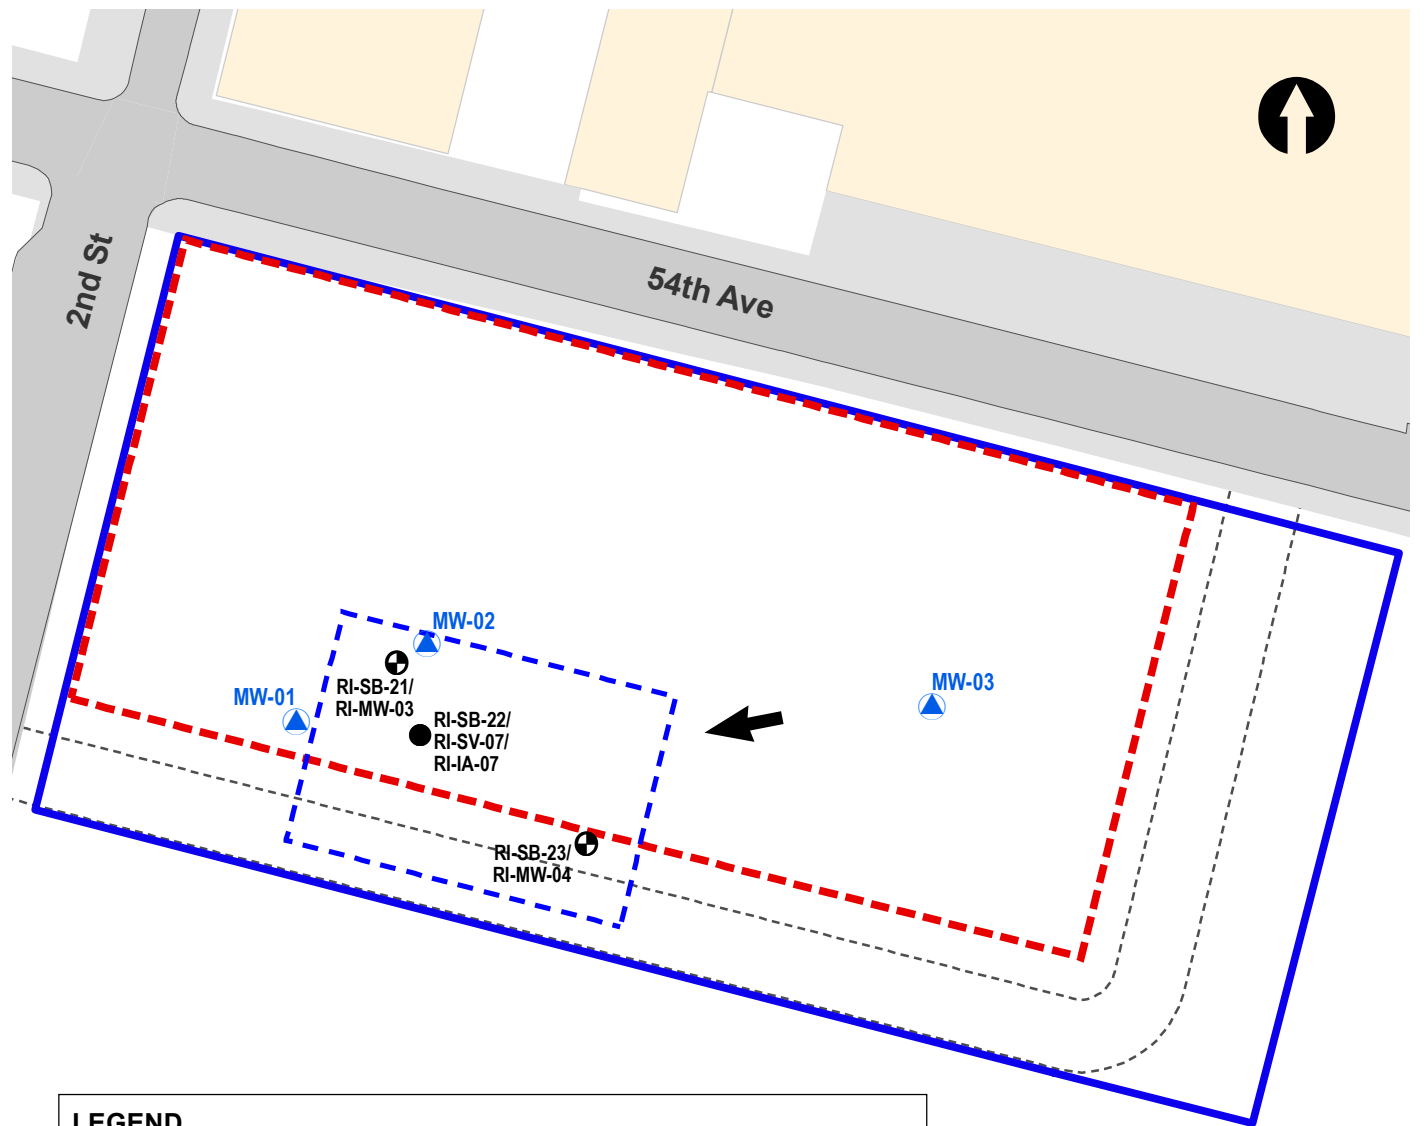 2nd St
54th Ave
MW-02
MW-01
RI-SB-21/
RI-MW-03
MW-03
RI-SB-22/
RI-SV-07/
RI-IA-07
RI-SB-23/
RI-MW-04
LEGEND